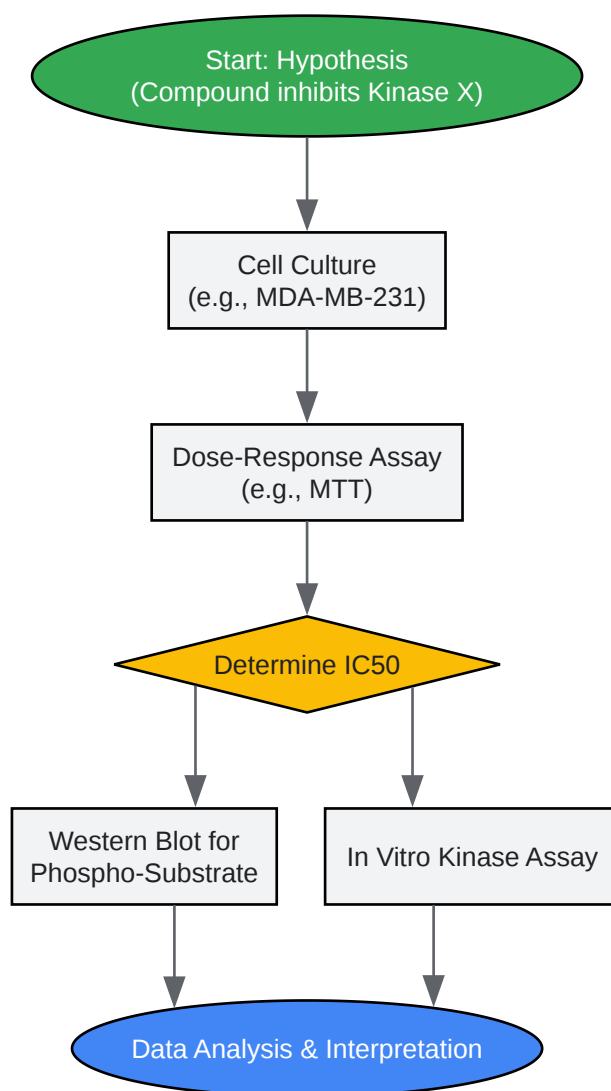 Start: Hypothesis
(Compound inhibits Kinase X)
Cell Culture
(e.g., MDA-MB-231)
Dose-Response Assay
(e.g., MTT)
Determine IC50
Western Blot for
Phospho-Substrate
In Vitro Kinase Assay
Data Analysis & Interpretation